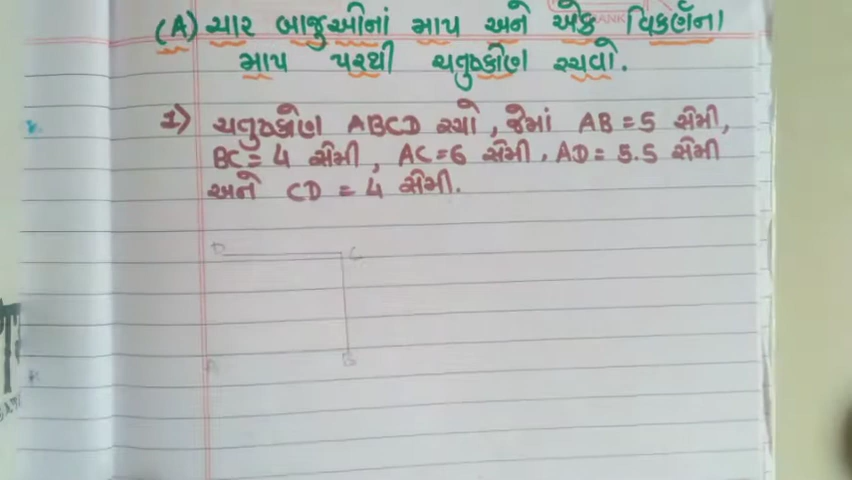 (A) ચાર બાજુઓનાં માપ અને એક વિકર્ણના
માપ પરથી ચતુષ્કોણ રચવો.
1) ચતુષ્કોણ ABCD રચો, જેમાં AB = 5 સેમી,
BC = 4 સેમી, AC = 6 સેમી, AD = 5.5 સેમી
અને CD = 4 સેમી.
D C
A B